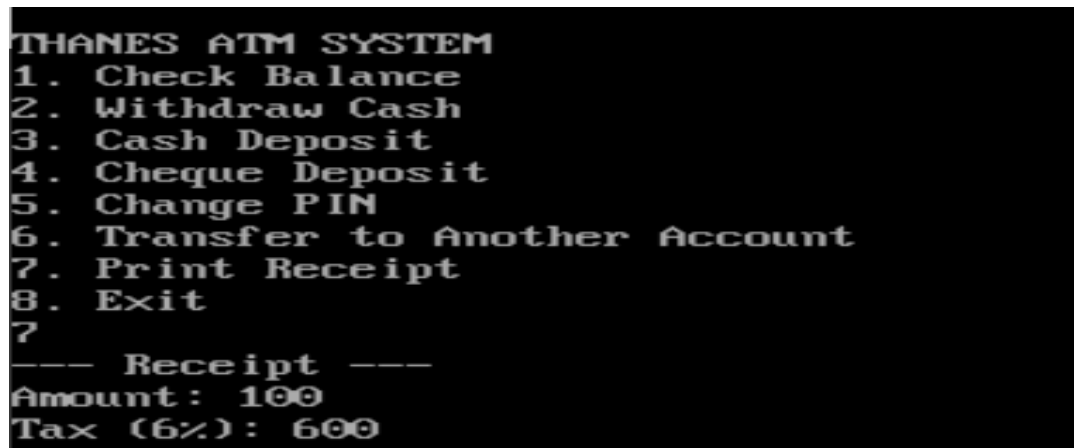 THANES ATM SYSTEM
1. Check Balance
2. Withdraw Cash
3. Cash Deposit
4. Cheque Deposit
5. Change PIN
6. Transfer to Another Account
7. Print Receipt
8. Exit
7
--- Receipt ---
Amount: 100
Tax (6%): 600